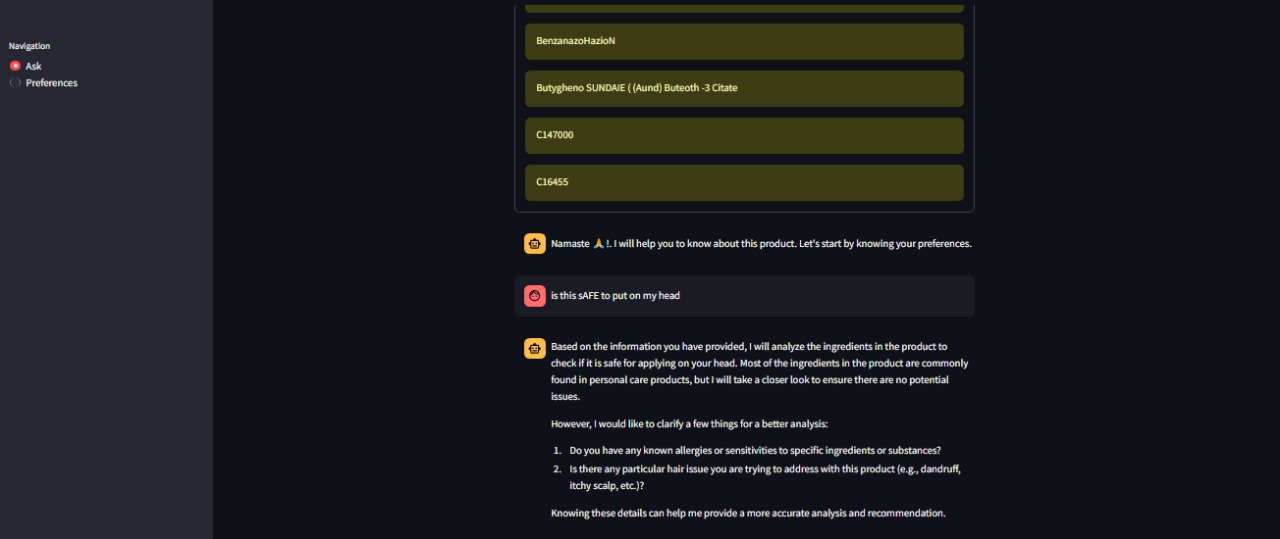 Navigation
Ask
Preferences
BenzanazoHazioN
Butygheno SUNDAIE ( (Aund) Buteoth -3 Citate
C147000
C16455
Namaste 🙏 !. I will help you to know about this product. Let's start by knowing your preferences.
is this sAFE to put on my head
Based on the information you have provided, I will analyze the ingredients in the product to
check if it is safe for applying on your head. Most of the ingredients in the product are commonly
found in personal care products, but I will take a closer look to ensure there are no potential
issues.
However, I would like to clarify a few things for a better analysis:
1. Do you have any known allergies or sensitivities to specific ingredients or substances?
2. Is there any particular hair issue you are trying to address with this product (e.g., dandruff,
itchy scalp, etc.)?
Knowing these details can help me provide a more accurate analysis and recommendation.